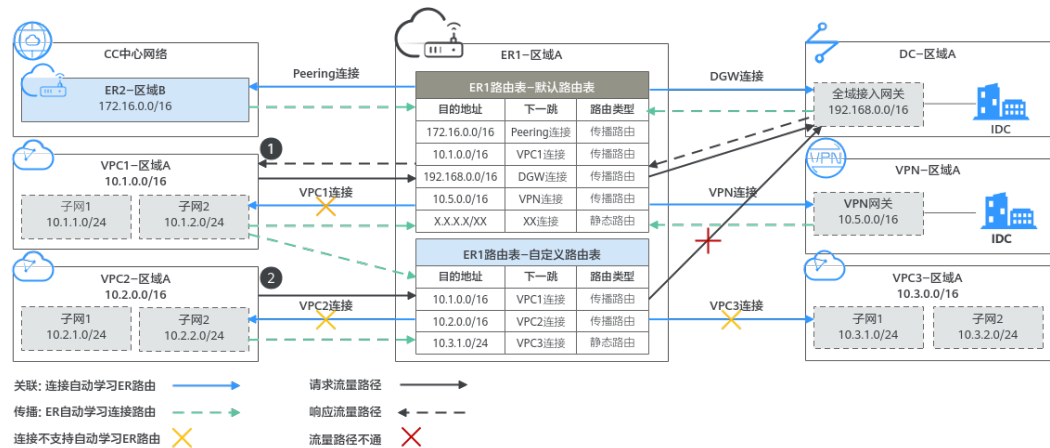 CC中心网络
ER2-区域B
172.16.0.0/16
Peering连接
ER1-区域A
ER1路由表-默认路由表
目的地址 下一跳 路由类型
172.16.0.0/16 Peering连接 传播路由
10.1.0.0/16 VPC1连接 传播路由
192.168.0.0/16 DGW连接 传播路由
10.5.0.0/16 VPN连接 传播路由
X.X.X.X/XX XX连接 静态路由
DGW连接
DC-区域A
全域接入网关
192.168.0.0/16
IDC
1
VPC1-区域A
10.1.0.0/16
子网1
10.1.1.0/24
子网2
10.1.2.0/24
VPC1连接
VPN连接
VPN
VPN-区域A
VPN网关
10.5.0.0/16
IDC
ER1路由表-自定义路由表
目的地址 下一跳 路由类型
10.1.0.0/16 VPC1连接 传播路由
10.2.0.0/16 VPC2连接 传播路由
10.3.1.0/24 VPC3连接 静态路由
2
VPC2-区域A
10.2.0.0/16
子网1
10.2.1.0/24
子网2
10.2.2.0/24
VPC2连接
VPC3连接
VPC3-区域A
10.3.0.0/16
子网1
10.3.1.0/24
子网2
10.3.2.0/24
关联: 连接自动学习ER路由
请求流量路径
传播: ER自动学习连接路由
响应流量路径
连接不支持自动学习ER路由
流量路径不通